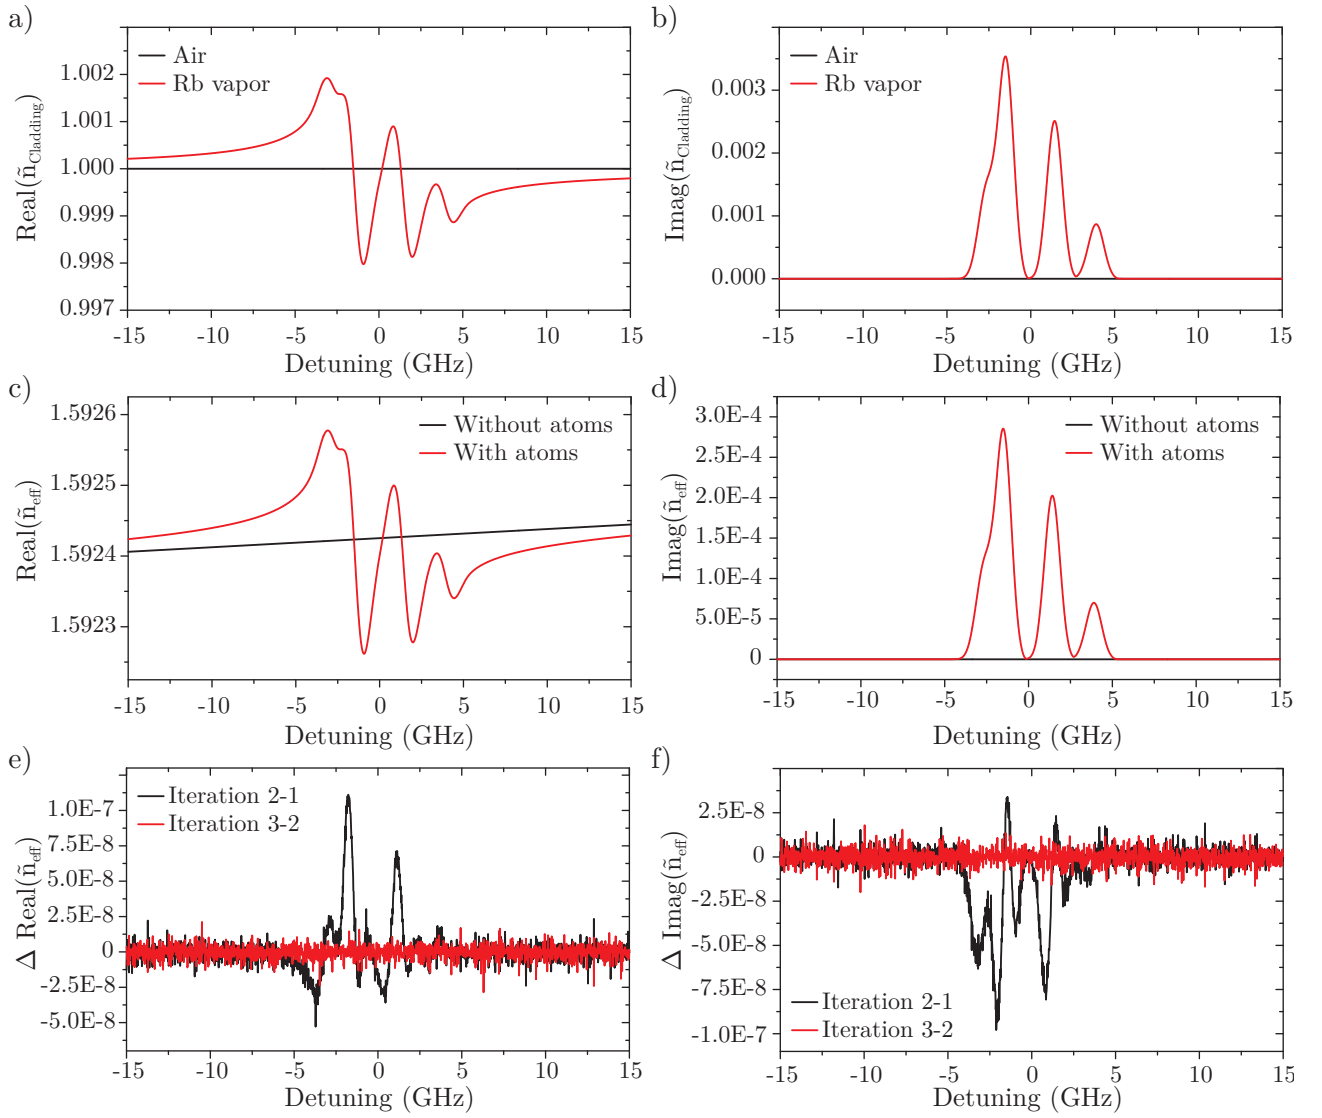 a)
Real(ñCladding)
1.002
1.001
1.000
0.999
0.998
0.997
Air
Rb vapor
-15 -10 -5 0 5 10 15
Detuning (GHz)
b)
Imag(ñCladding)
0.003
0.002
0.001
0.000
Air
Rb vapor
-15 -10 -5 0 5 10 15
Detuning (GHz)
c)
Real(ñeff)
1.5926
1.5925
1.5924
1.5923
Without atoms
With atoms
-15 -10 -5 0 5 10 15
Detuning (GHz)
d)
Imag(ñeff)
3.0E-4
2.5E-4
2.0E-4
1.5E-4
1.0E-4
5.0E-5
0
Without atoms
With atoms
-15 -10 -5 0 5 10 15
Detuning (GHz)
e)
Δ Real(ñeff)
1.0E-7
7.5E-8
5.0E-8
2.5E-8
0
-2.5E-8
-5.0E-8
Iteration 2-1
Iteration 3-2
-15 -10 -5 0 5 10 15
Detuning (GHz)
f)
Δ Imag(ñeff)
2.5E-8
0
-2.5E-8
-5.0E-8
-7.5E-8
-1.0E-7
Iteration 2-1
Iteration 3-2
-15 -10 -5 0 5 10 15
Detuning (GHz)